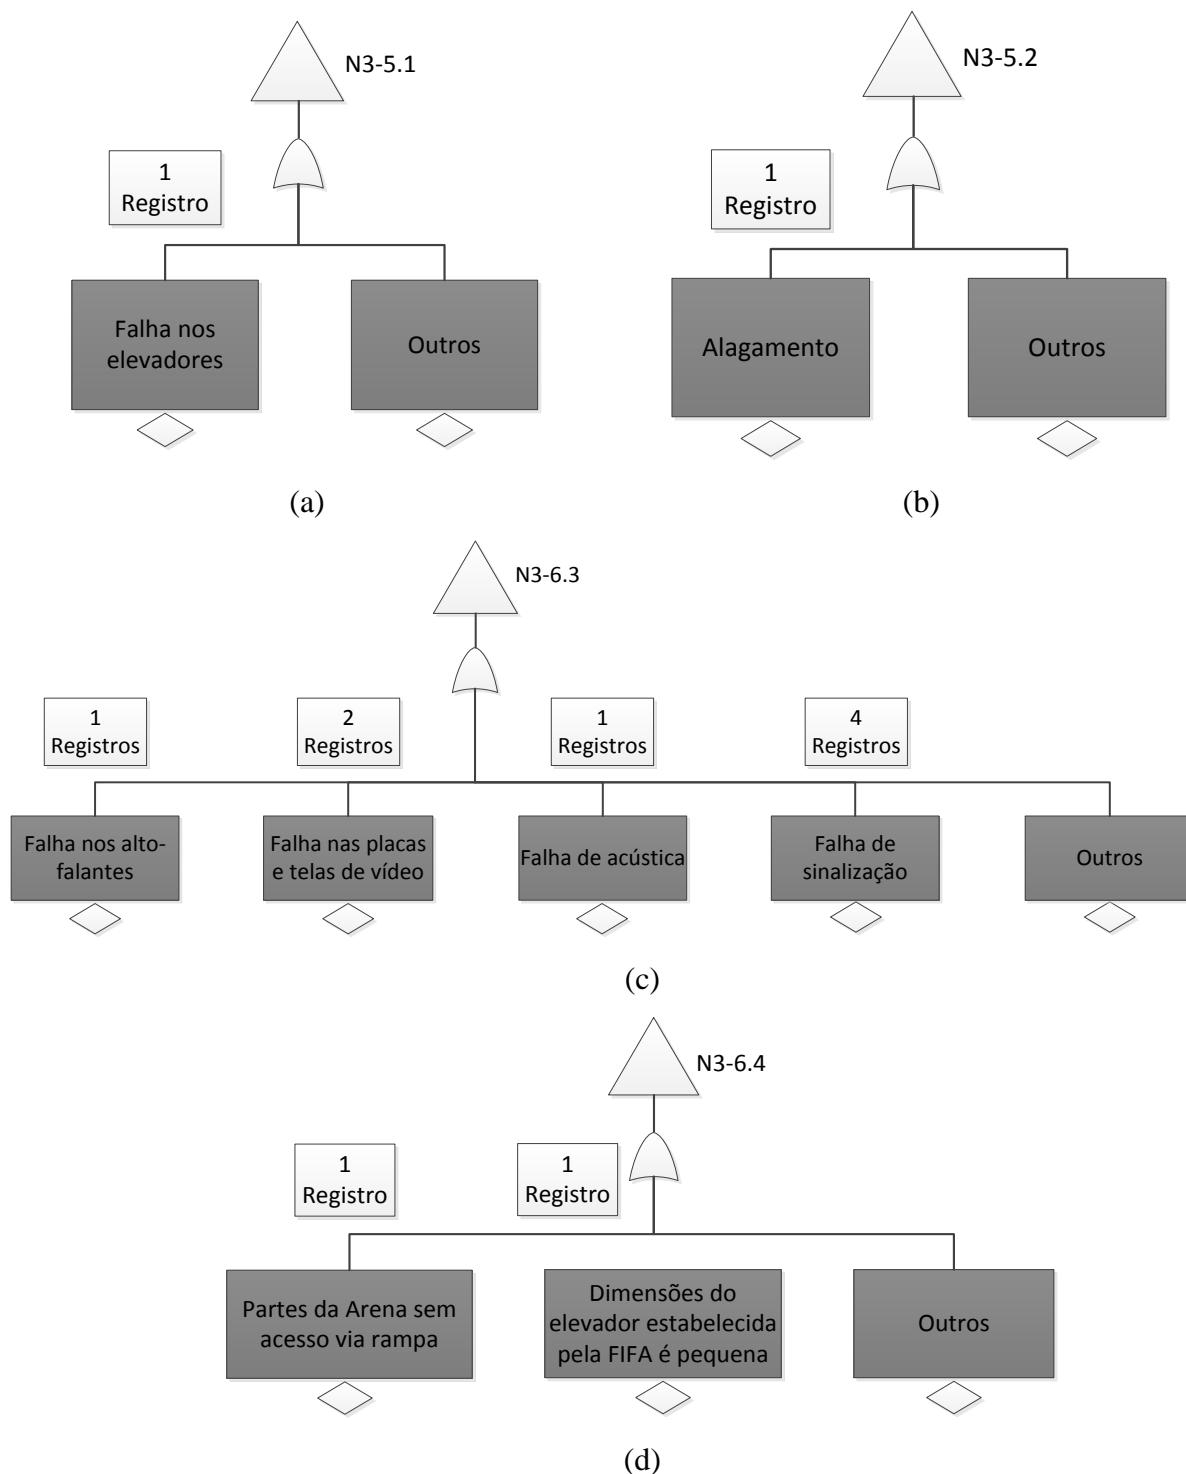 N3-5.1
N3-5.2
1
Registro
1
Registro
Falha nos
elevadores
Outros
Alagamento
Outros
(a)
(b)
N3-6.3
1
Registros
2
Registros
1
Registros
4
Registros
Falha nos alto-
falantes
Falha nas placas
e telas de vídeo
Falha de acústica
Falha de
sinalização
Outros
(c)
N3-6.4
1
Registro
1
Registro
Partes da Arena sem
acesso via rampa
Dimensões do
elevador estabelecida
pela FIFA é pequena
Outros
(d)